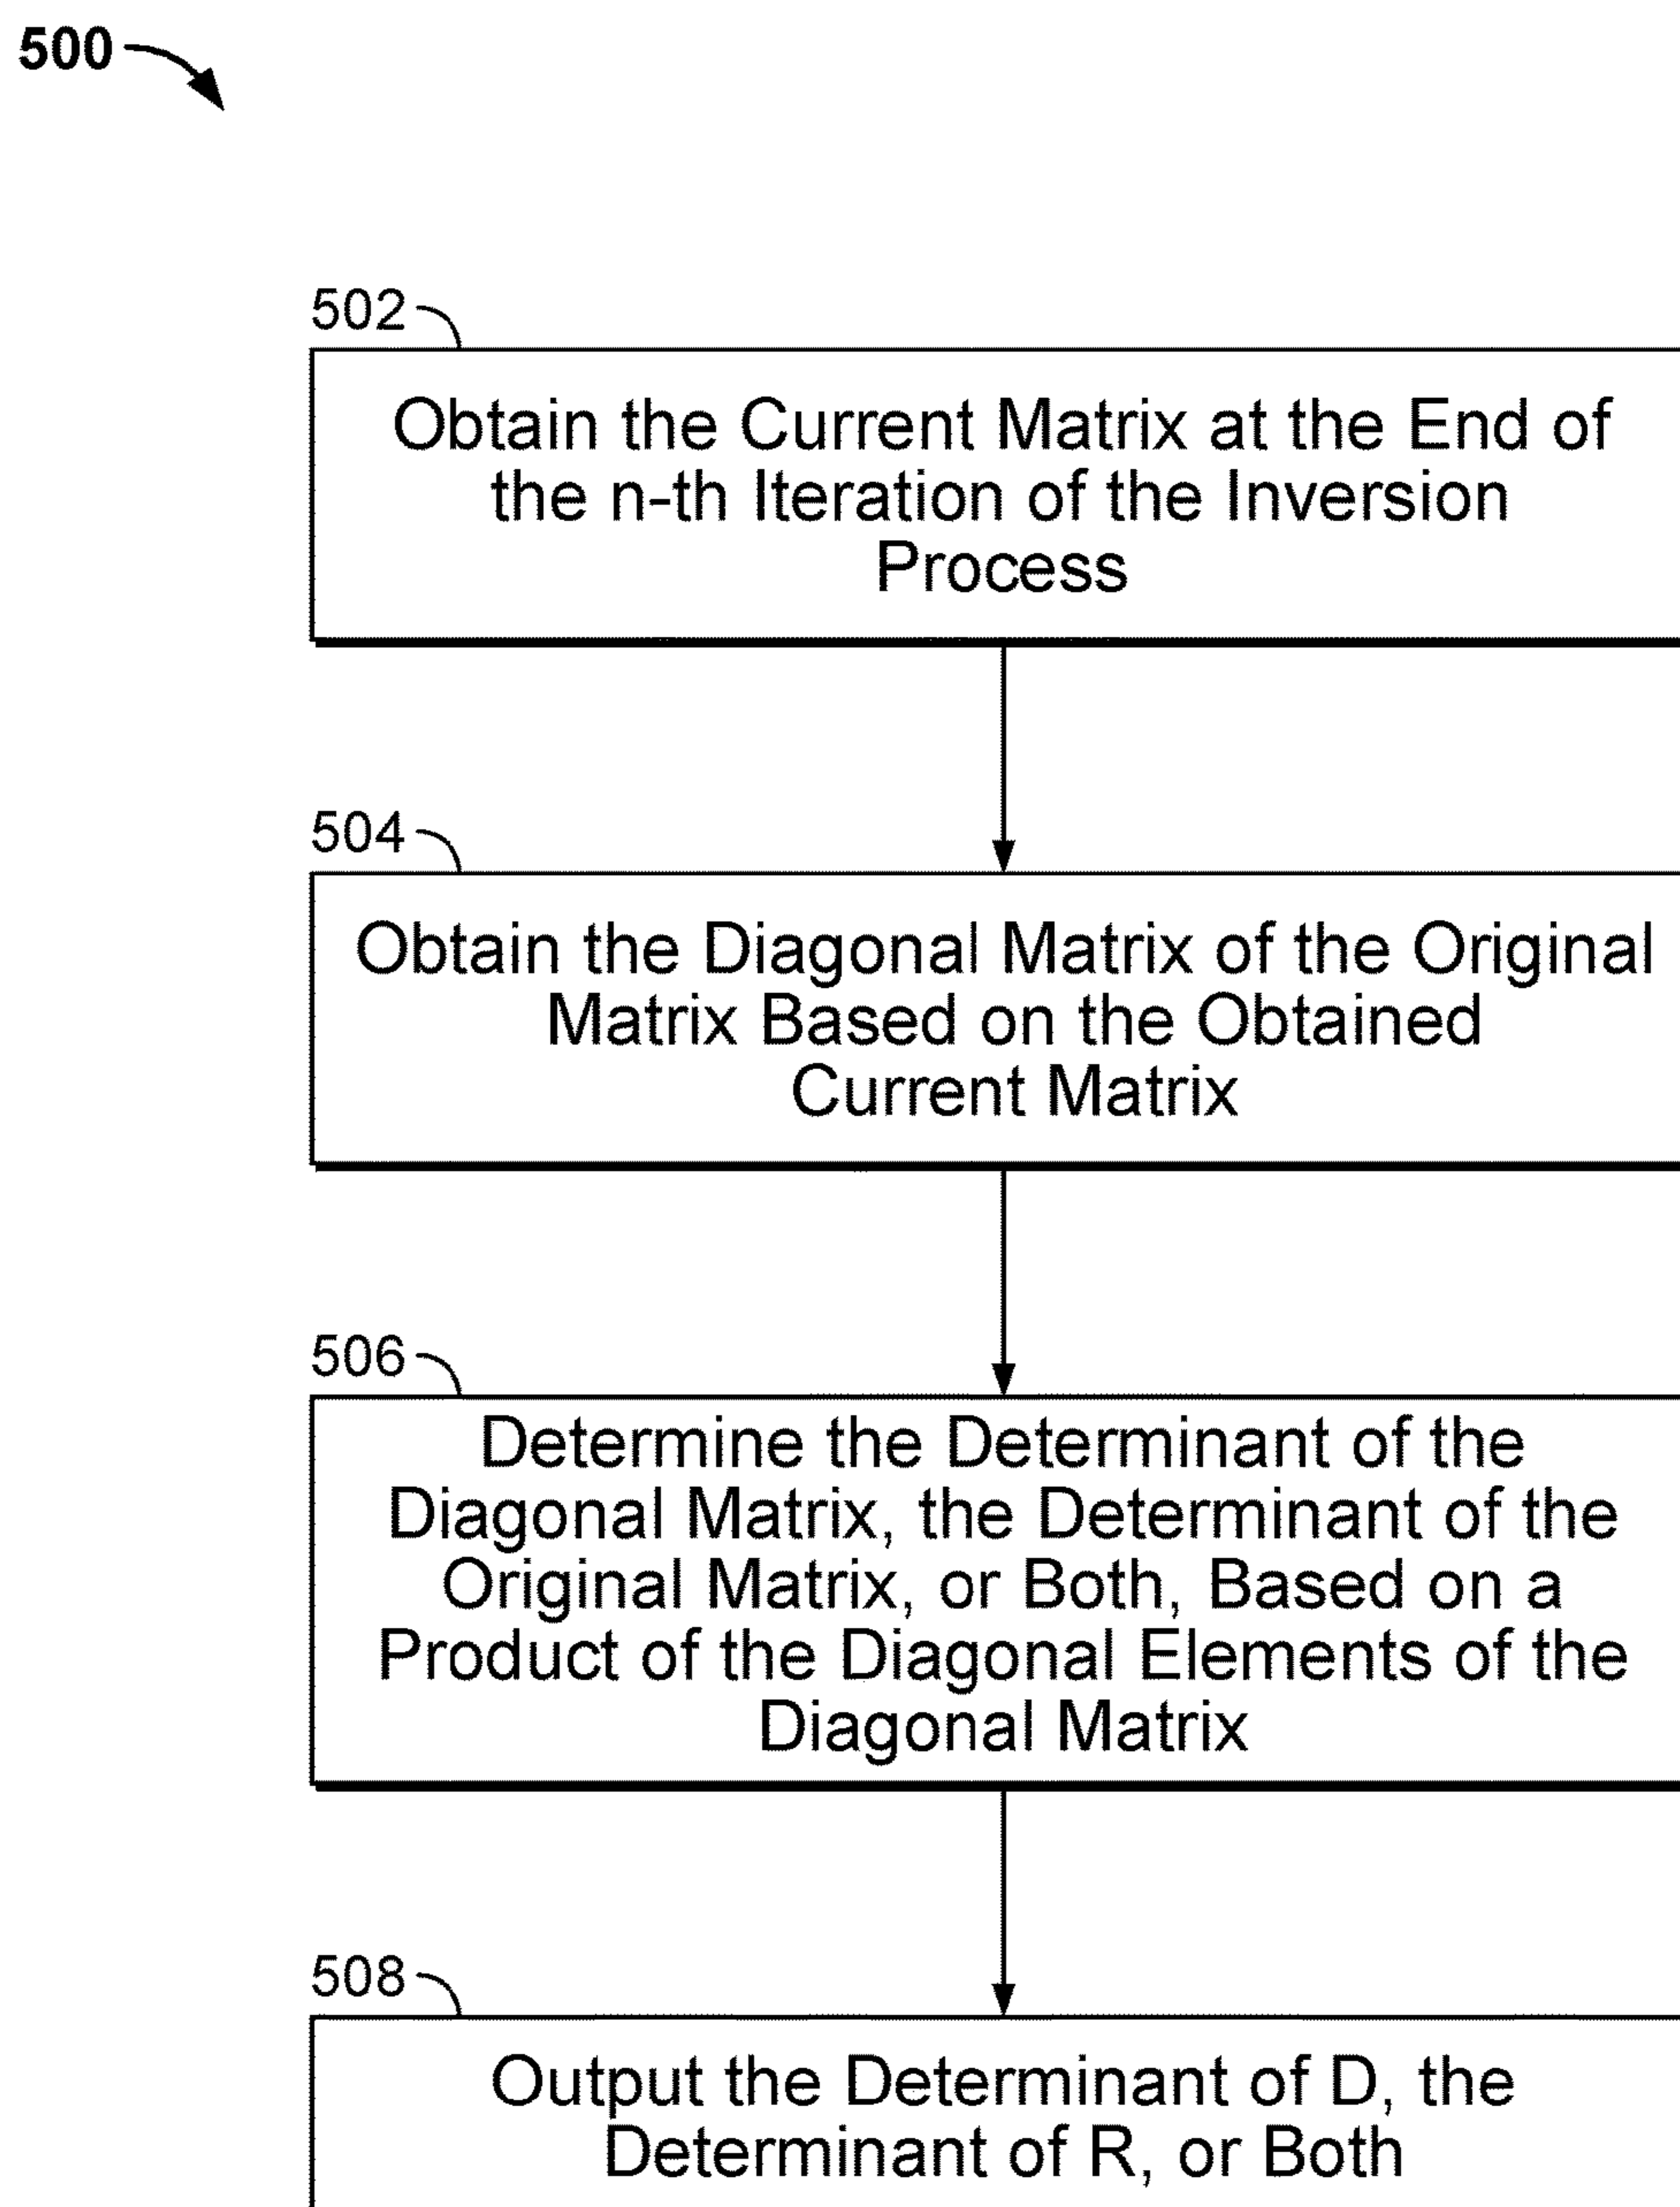 500
502
Obtain the Current Matrix at the End of
the n-th Iteration of the Inversion
Process
504
Obtain the Diagonal Matrix of the Original
Matrix Based on the Obtained
Current Matrix
506
Determine the Determinant of the
Diagonal Matrix, the Determinant of the
Original Matrix, or Both, Based on a
Product of the Diagonal Elements of the
Diagonal Matrix
508
Output the Determinant of D, the
Determinant of R, or Both